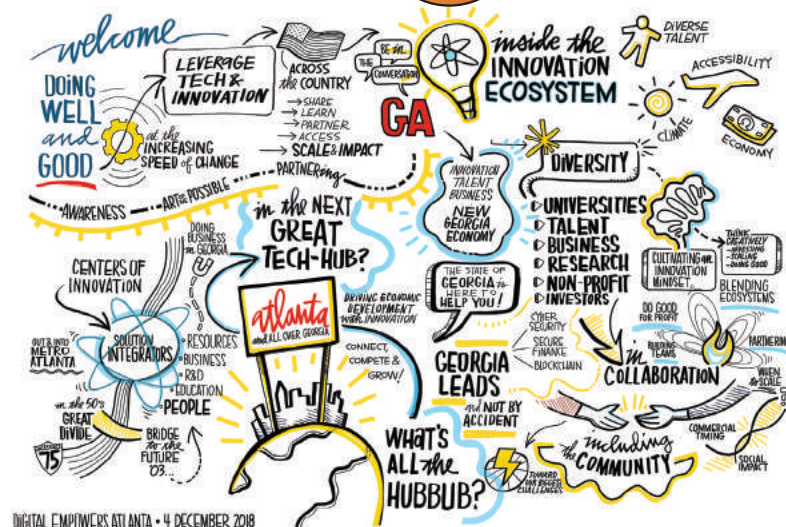 welcome
DOING
WELL
and
GOOD
at the
INCREASING
SPEED of CHANGE
LEVERAGE
TECH &
INNOVATION
ACROSS
the COUNTRY
→ SHARE
→ LEARN
→ PARTNER
→ ACCESS
→ SCALE & IMPACT
AWARENESS
ART of the POSSIBLE
PARTNERing
BE in
THE
CONVERSATION
GA
inside the
INNOVATION
ECOSYSTEM
DiVERSE
TALENT
ACCESSIBILITY
CLIMATE
ECONOMY
INNOVATION
TALENT
BUSINESS
NEW
GEORGIA
ECONOMY
DiVERSITY
UNIVERSITIES
TALENT
BUSINESS
RESEARCH
NON-PROFIT
INVESTORS
CULTIVATING an
INNOVATION
MINDSET
THINK
CREATIVELY
-INVESTING
-SCALING
-DOING GOOD
BLENDING
ECOSYSTEMS
in the NEXT
GREAT
TECH-HUB?
DOING
BUSINESS
in GEORGIA
CENTERS OF
INNOVATION
SOLUTION
INTEGRATORS
OUT & INTO
METRO
ATLANTA
• RESOURCES
• BUSINESS
• R&D
• EDUCATION
• PEOPLE
in the 50's
GREAT
DiVIDE
75
BRIDGE
to the
FUTURE
'03...
atlanta
and ALL OVER GEORGIA
DRIVING ECONOMIC
DEVELOPMENT
with INNOVATION
CONNECT,
COMPETE &
GROW!
THE STATE OF
GEORGIA is
HERE TO
HELP YOU!
GEORGIA
LEADS
and NOT BY
ACCIDENT
CYBER
SECURITY
SECURE
FINANCE
BLOCKCHAIN
WHAT'S
ALL the
HUBBUB?
TOWARD
OUR BIGGEST
CHALLENGES
in
COLLABORATION
DO GOOD
FOR PROFIT
BUILDING
TEAMS
PARTNERIN
WHEN
to SCALE
including
the COMMUNITY
COMMERCIAL
TIMING
SOCIAL
IMPACT
DIGITAL EMPOWERS ATLANTA • 4 DECEMBER 2018